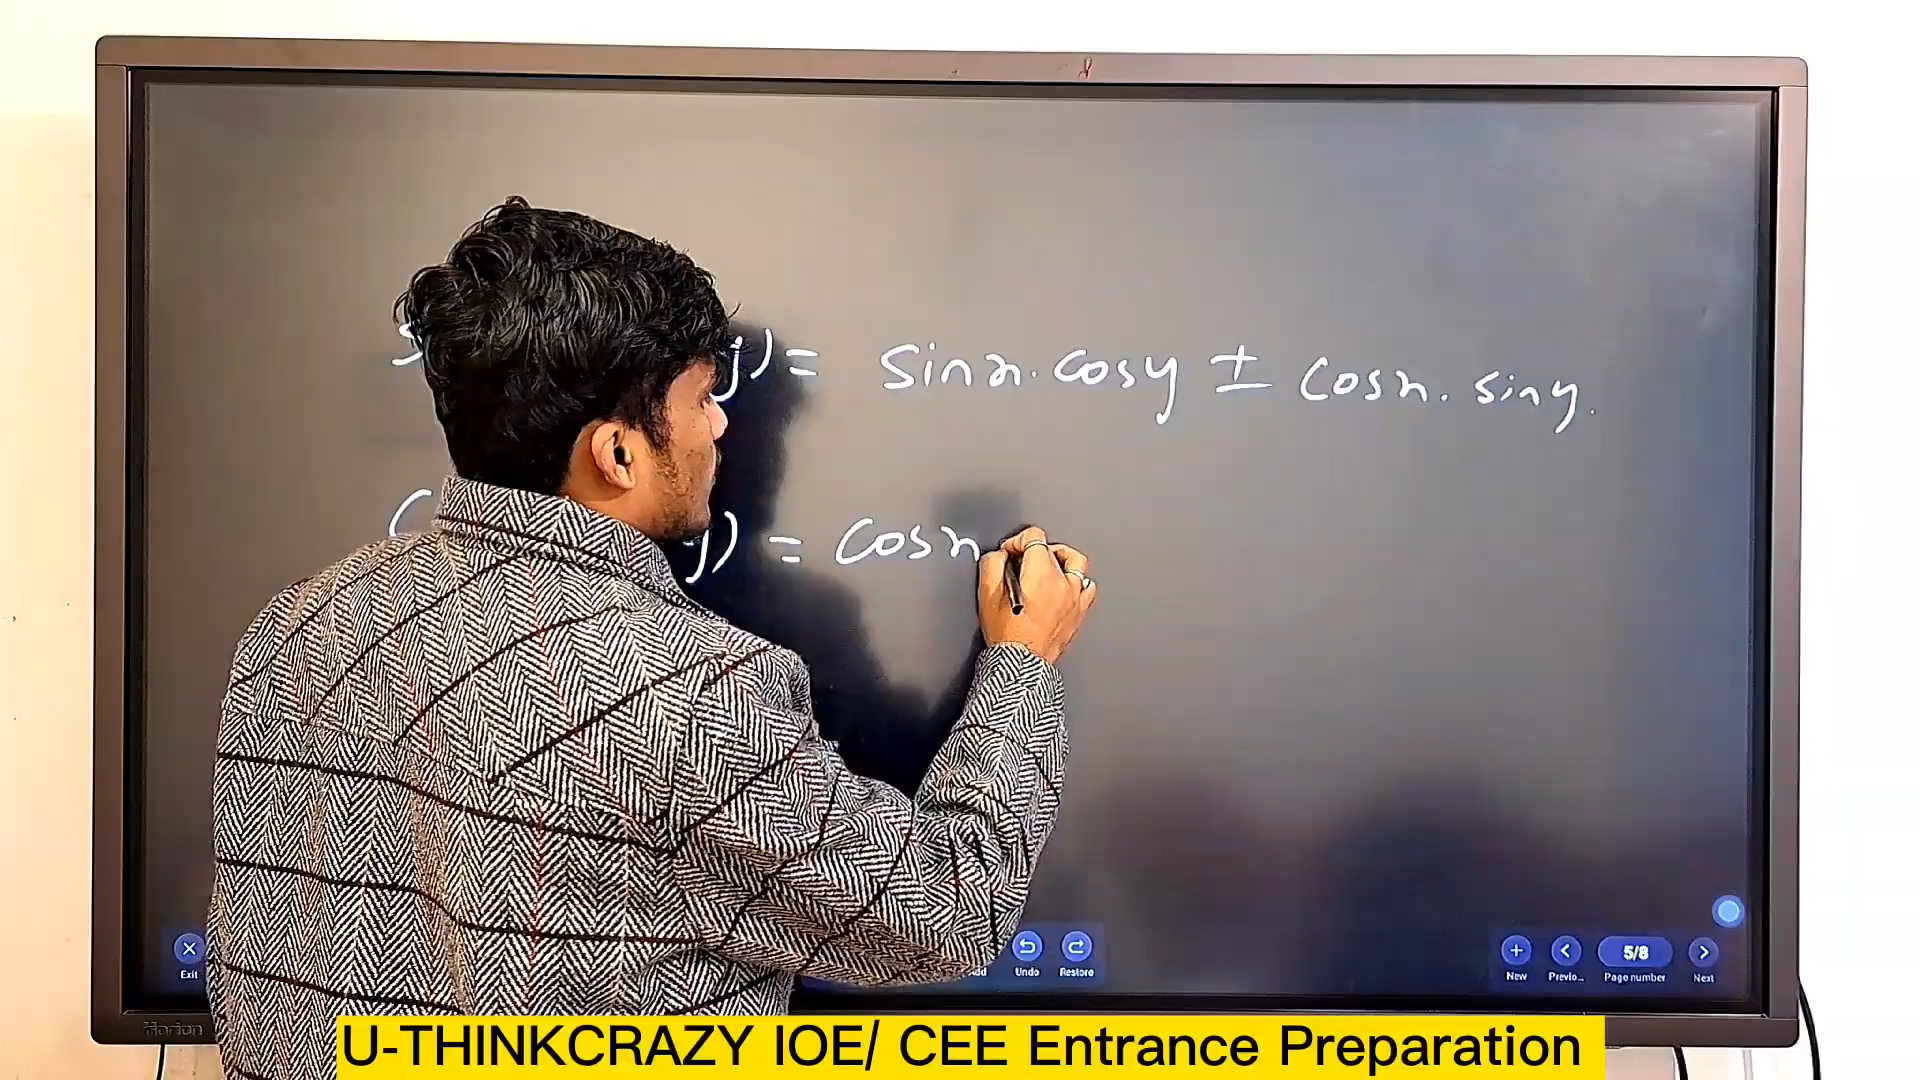 y) = sinx. cosy ± cosx. siny.
y) = cosx
Exit
Undo
Restore
New
Previo...
5/8
Page number
Next
Horion
U-THINKCRAZY IOE/ CEE Entrance Preparation